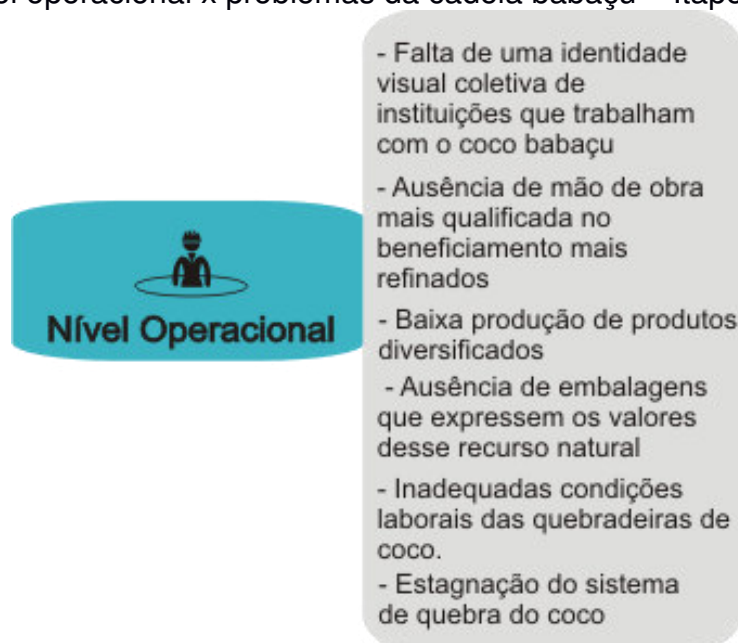 operacional x problemas da cadeia babaçu
- Falta de uma identidade
visual coletiva de
instituições que trabalham
com o coco babaçu
- Ausência de mão de obra
mais qualificada no
beneficiamento mais
refinados
Nível Operacional
- Baixa produção de produtos
diversificados
- Ausência de embalagens
que expressem os valores
desse recurso natural
- Inadequadas condições
laborais das quebradeiras de
coco.
- Estagnação do sistema
de quebra do coco